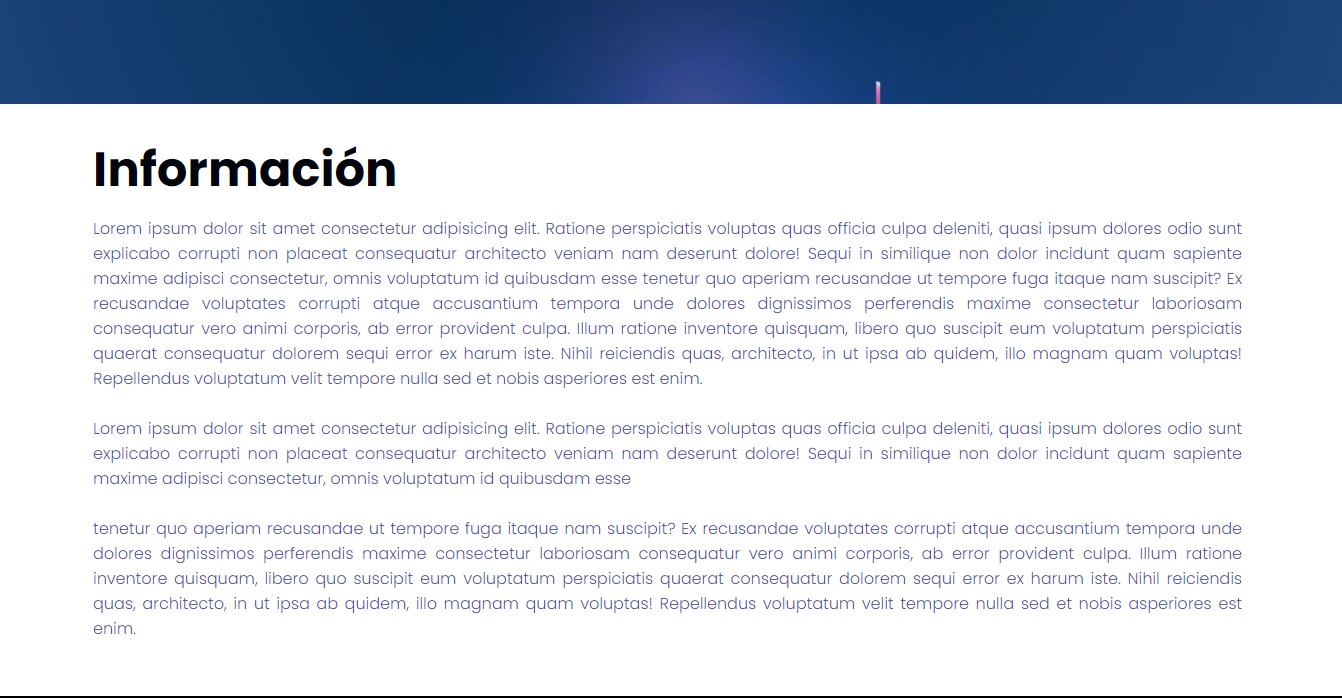 Información
Lorem ipsum dolor sit amet consectetur adipisicing elit. Ratione perspiciatis voluptas quas officia culpa deleniti, quasi ipsum dolores odio sunt
explicabo corrupti non placeat consequatur architecto veniam nam deserunt dolore! Sequi in similique non dolor incidunt quam sapiente
maxime adipisci consectetur, omnis voluptatum id quibusdam esse tenetur quo aperiam recusandae ut tempore fuga itaque nam suscipit? Ex
recusandae voluptates corrupti atque accusantium tempora unde dolores dignissimos perferendis maxime consectetur laboriosam
consequatur vero animi corporis, ab error provident culpa. Illum ratione inventore quisquam, libero quo suscipit eum voluptatum perspiciatis
quaerat consequatur dolorem sequi error ex harum iste. Nihil reiciendis quas, architecto, in ut ipsa ab quidem, illo magnam quam voluptas!
Repellendus voluptatum velit tempore nulla sed et nobis asperiores est enim.
Lorem ipsum dolor sit amet consectetur adipisicing elit. Ratione perspiciatis voluptas quas officia culpa deleniti, quasi ipsum dolores odio sunt
explicabo corrupti non placeat consequatur architecto veniam nam deserunt dolore! Sequi in similique non dolor incidunt quam sapiente
maxime adipisci consectetur, omnis voluptatum id quibusdam esse
tenetur quo aperiam recusandae ut tempore fuga itaque nam suscipit? Ex recusandae voluptates corrupti atque accusantium tempora unde
dolores dignissimos perferendis maxime consectetur laboriosam consequatur vero animi corporis, ab error provident culpa. Illum ratione
inventore quisquam, libero quo suscipit eum voluptatum perspiciatis quaerat consequatur dolorem sequi error ex harum iste. Nihil reiciendis
quas, architecto, in ut ipsa ab quidem, illo magnam quam voluptas! Repellendus voluptatum velit tempore nulla sed et nobis asperiores est
enim.